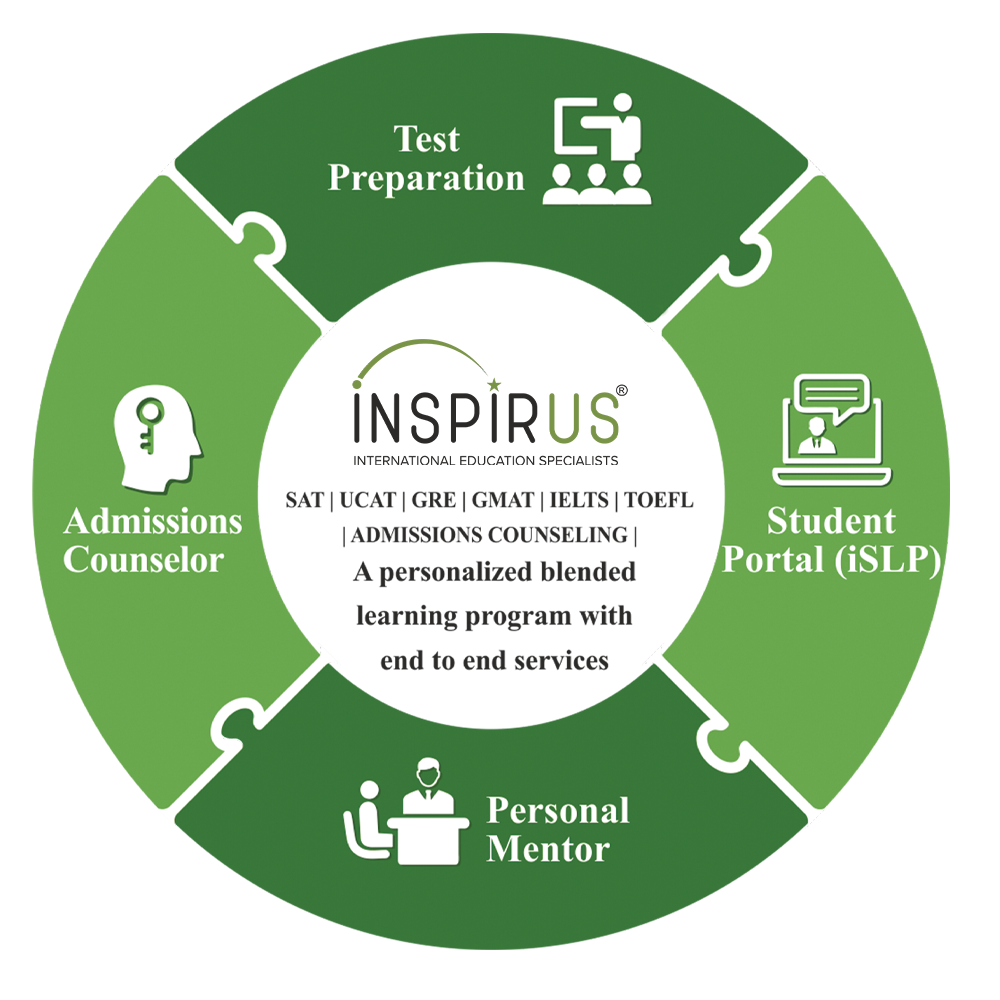 Test
Preparation
Admissions
Counselor
INSPIRUS®
INTERNATIONAL EDUCATION SPECIALISTS
SAT | UCAT | GRE | GMAT | IELTS | TOEFL
| ADMISSIONS COUNSELING |
A personalized blended
learning program with
end to end services
Student
Portal (iSLP)
Personal
Mentor